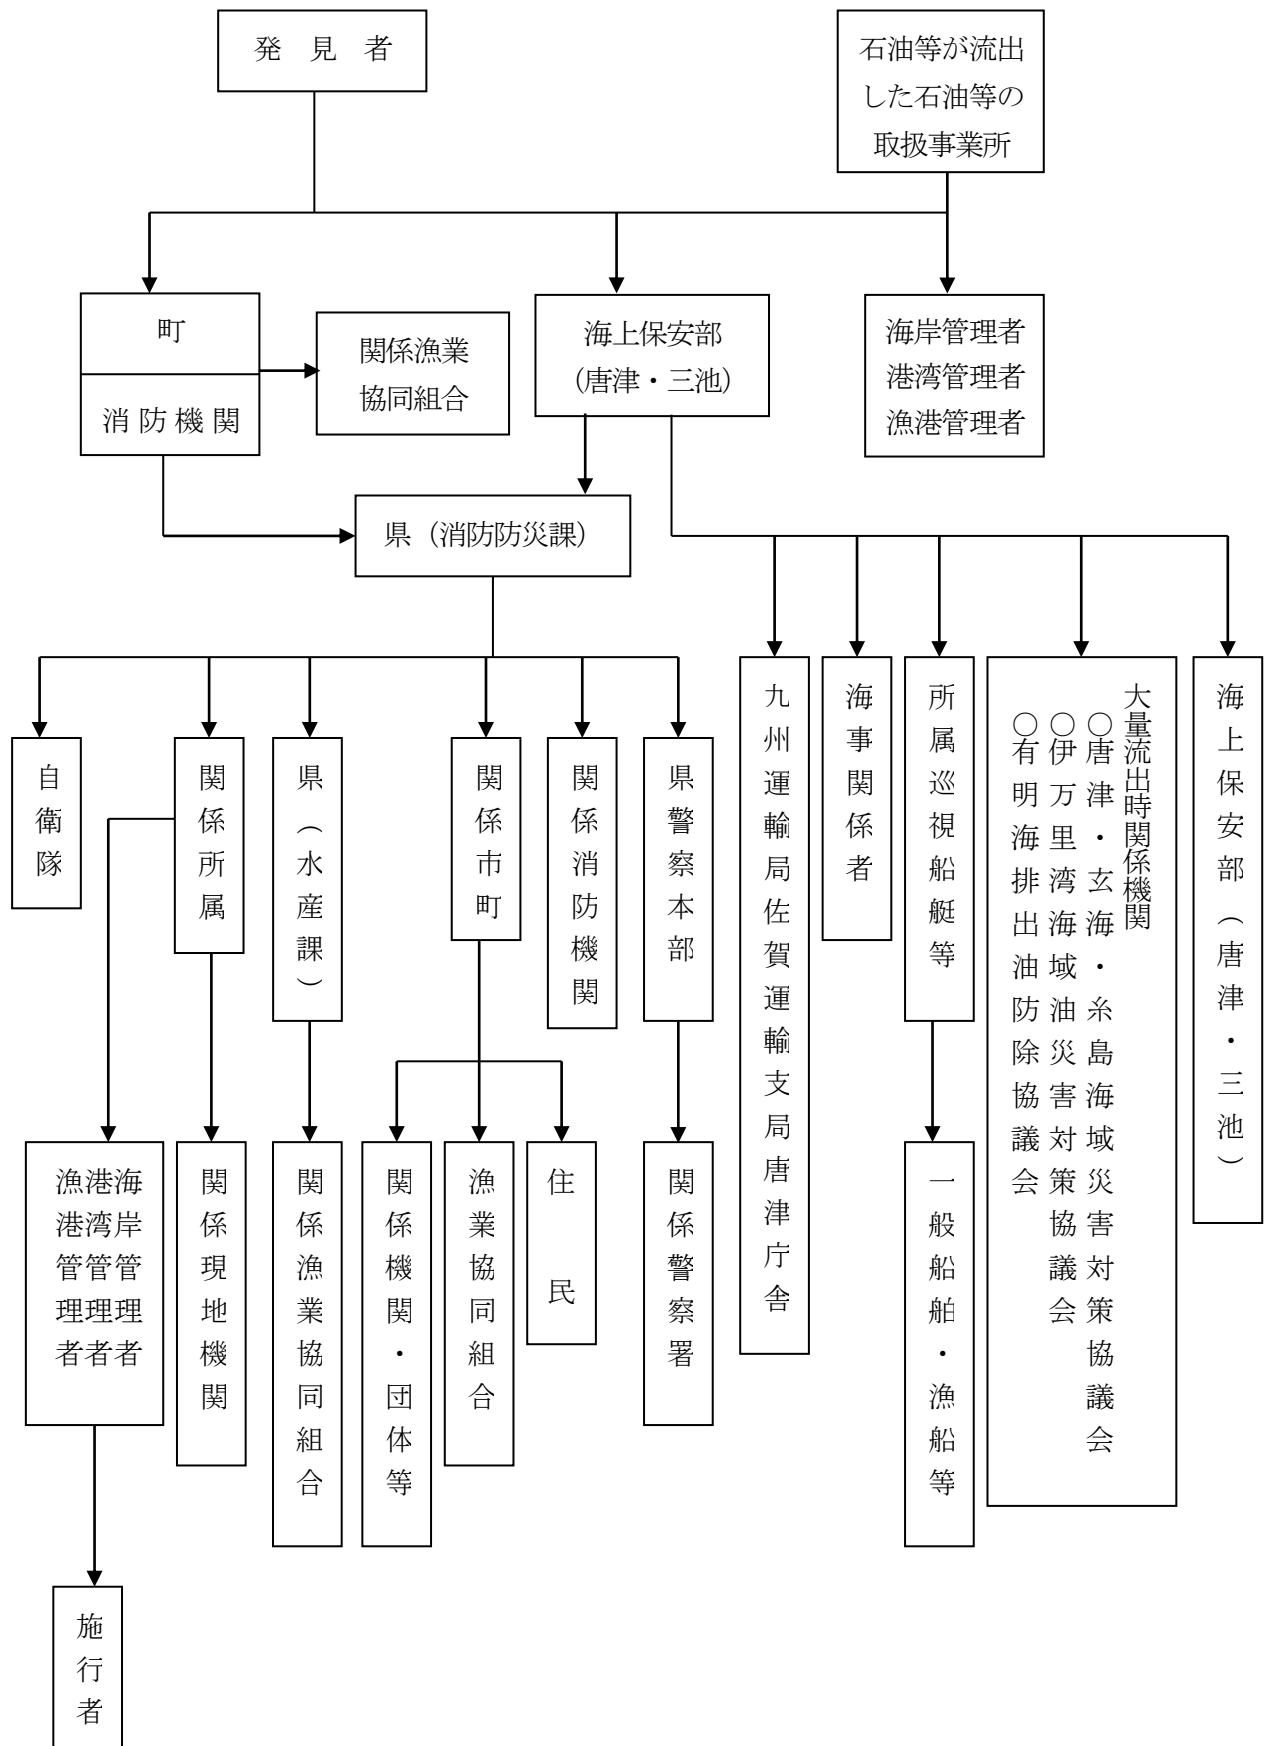 発　見　者
石油等が流出
した石油等の
取扱事業所
町
消防機関
関係漁業
協同組合
海上保安部
（唐津・三池）
海岸管理者
港湾管理者
漁港管理者
県（消防防災課）
自衛隊
関係所属
県（水産課）
関係市町
関係消防機関
県警察本部
九州運輸局佐賀運輸支局唐津庁舎
海事関係者
所属巡視船艇等
大量流出時関係機関
○唐津・玄海・糸島海域災害対策協議会
○伊万里湾海域油災害対策協議会
○有明海排出油防除協議会
海上保安部（唐津・三池）
海岸管理者
港湾管理者
漁港管理者
関係現地機関
関係漁業協同組合
関係機関・団体等
漁業協同組合
住　民
関係警察署
一般船舶・漁船等
施行者